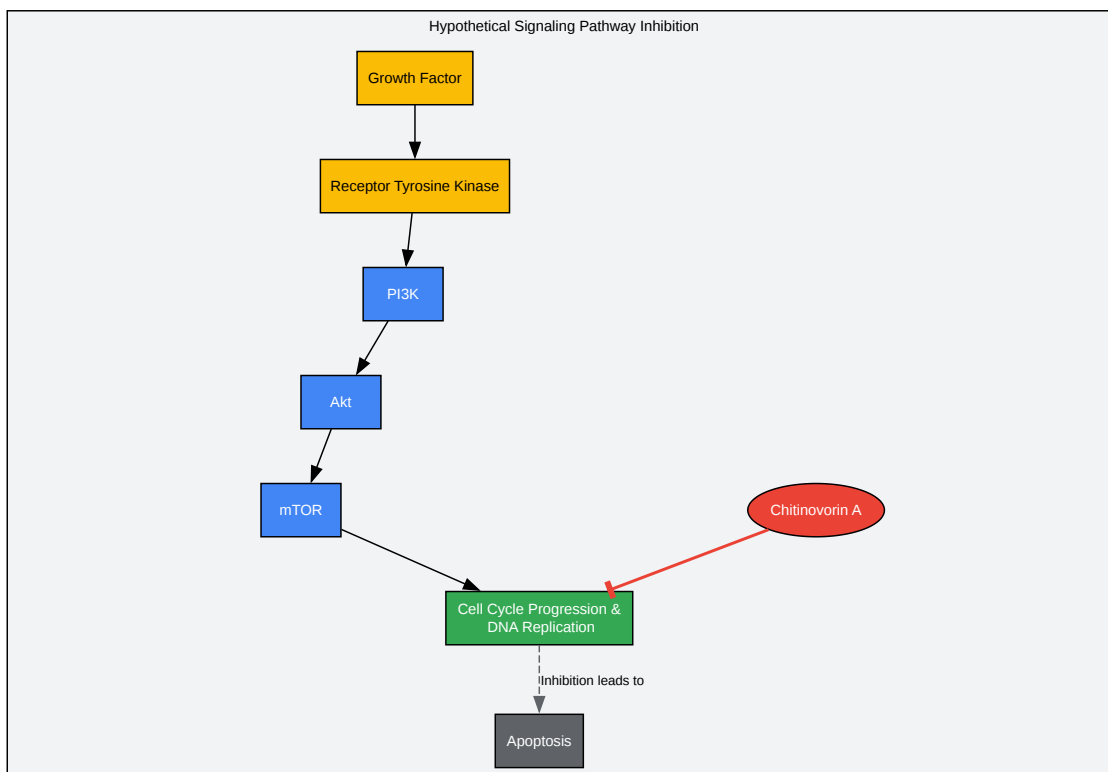 Hypothetical Signaling Pathway Inhibition
Growth Factor
Receptor Tyrosine Kinase
PI3K
Akt
mTOR
Chitinovorin A
Cell Cycle Progression &
DNA Replication
Inhibition leads to
Apoptosis